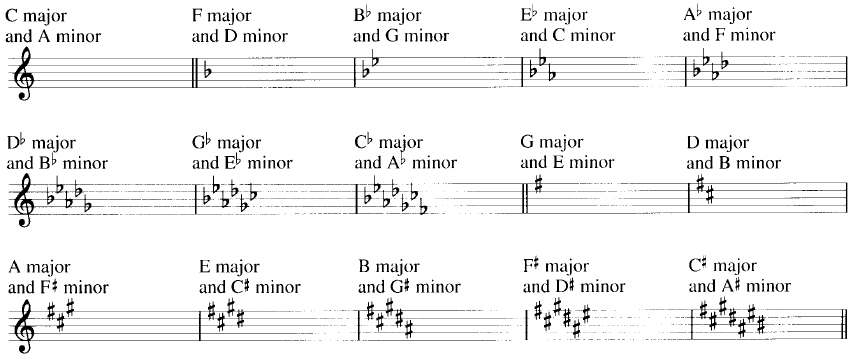 C major
and A minor
F major
and D minor
B♭ major
and G minor
E♭ major
and C minor
A♭ major
and F minor
D♭ major
and B♭ minor
G♭ major
and E♭ minor
C♭ major
and A♭ minor
G major
and E minor
D major
and B minor
A major
and F♯ minor
E major
and C♯ minor
B major
and G♯ minor
F♯ major
and D♯ minor
C♯ major
and A♯ minor